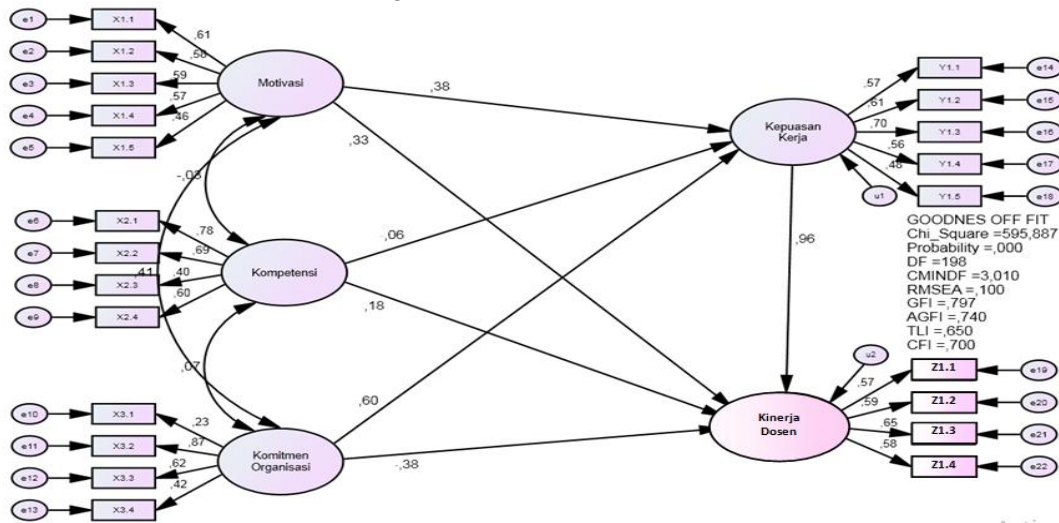 e1
X1.1
,61
e2
X1.2
,58
e3
X1.3
,59
e4
X1.4
,57
e5
X1.5
,46
Motivasi
,38
,33
-,03
,41
e6
X2.1
,78
e7
X2.2
,69
e8
X2.3
,40
e9
X2.4
,60
Kompetensi
,06
,18
,07
e10
X3.1
,23
e11
X3.2
,87
e12
X3.3
,62
e13
X3.4
,42
Komitmen
Organisasi
,60
-,38
Kepuasan
Kerja
,57
Y1.1
e14
,61
Y1.2
e15
,70
Y1.3
e16
,56
Y1.4
e17
,48
Y1.5
e18
u1
,96
GOODNES OFF FIT
Chi_Square =595,887
Probability =,000
DF =198
CMINDF =3,010
RMSEA =,100
GFI =,797
AGFI =,740
TLI =,650
CFI =,700
u2
Kinerja
Dosen
,57
Z1.1
e19
,59
Z1.2
e20
,65
Z1.3
e21
,58
Z1.4
e22